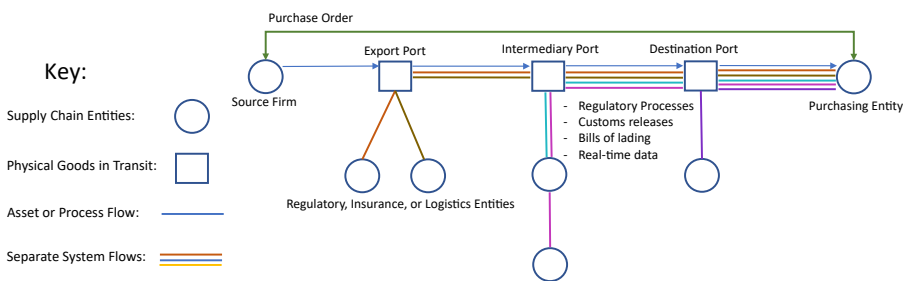 Purchase Order
Export Port
Intermediary Port
Destination Port
Key:
Source Firm
Purchasing Entity
Supply Chain Entities:
- Regulatory Processes
- Customs releases
- Bills of lading
- Real-time data
Physical Goods in Transit:
Regulatory, Insurance, or Logistics Entities
Asset or Process Flow:
Separate System Flows: